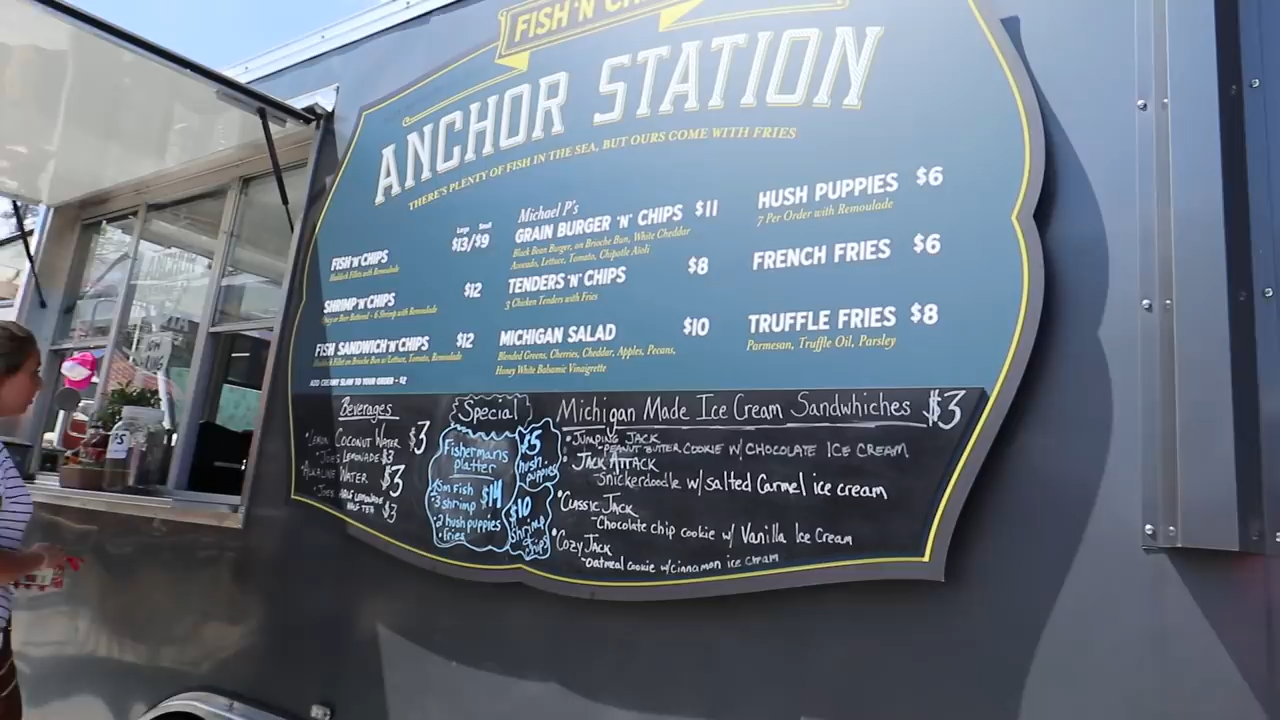 FISH 'N' CHI
ANCHOR STATION
THERE'S PLENTY OF FISH IN THE SEA, BUT OURS COME WITH FRIES
Large Small
FISH 'N' CHIPS $13/$9
Haddock Fillets with Remoulade
SHRIMP 'N' CHIPS $12
or Beer Battered - 6 Shrimp with Remoulade
FISH SANDWICH 'N' CHIPS $12
Haddock Fillet on Brioche Bun w/ Lettuce, Tomato, Remoulade
ADD CREAMY SLAW TO YOUR ORDER - $2
Michael P's
GRAIN BURGER 'N' CHIPS $11
Black Bean Burger, on Brioche Bun, White Cheddar
Avocado, Lettuce, Tomato, Chipotle Aioli
TENDERS 'N' CHIPS $8
3 Chicken Tenders with Fries
MICHIGAN SALAD $10
Blended Greens, Cherries, Cheddar, Apples, Pecans,
Honey White Balsamic Vinaigrette
HUSH PUPPIES $6
7 Per Order with Remoulade
FRENCH FRIES $6
TRUFFLE FRIES $8
Parmesan, Truffle Oil, Parsley
Beverages
•Lemon Coconut Water $3
•Joes Lemonade $3
•Alkaline Water $3
•Joes Half Lemonade
Half Tea $3
Special
Fishermans
platter
$14
•Sm Fish
•3 shrimp
•2 hush puppies
•fries
$5
hush
puppies
$10
Shrimp
Chips
Michigan Made Ice Cream Sandwhiches $3
•Jumping Jack
-Peanut Butter Cookie w/ Chocolate Ice Cream
•Jack Attack
Snickerdoodle w/ salted Carmel ice cream
•Classic Jack
-Chocolate chip cookie w/ Vanilla Ice Cream
•Cozy Jack
-Oatmeal cookie w/ cinnamon ice cream